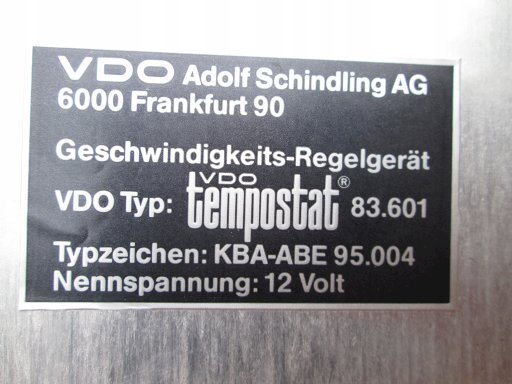 VDO Adolf Schindling AG
6000 Frankfurt 90
Geschwindigkeits-Regelgerät
VDO Typ: VDO tempostat® 83.601
Typzeichen: KBA-ABE 95.004
Nennspannung: 12 Volt